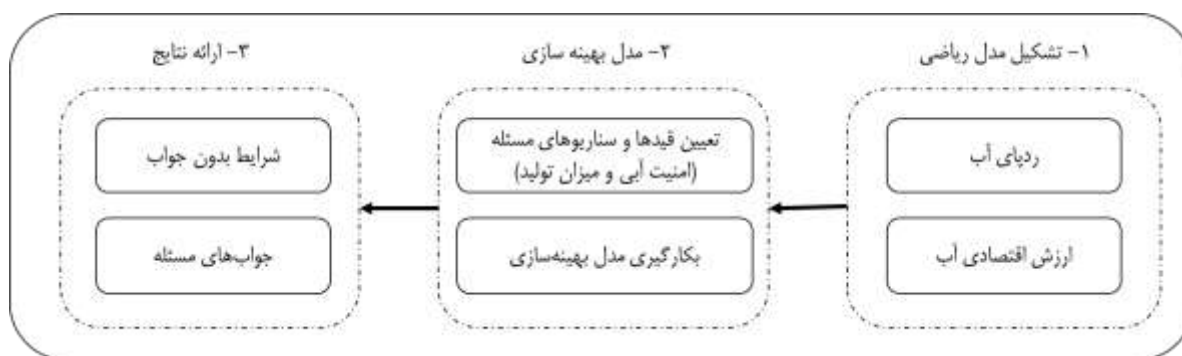 ۱- تشکیل مدل ریاضی
ردپای آب
ارزش اقتصادی آب
۲- مدل بهینه سازی
تعیین قیدها و سناریوهای مسئله
(امنیت آبی و میزان تولید)
بکارگیری مدل بهینه‌سازی
۳- ارائه نتایج
شرایط بدون جواب
جواب‌های مسئله